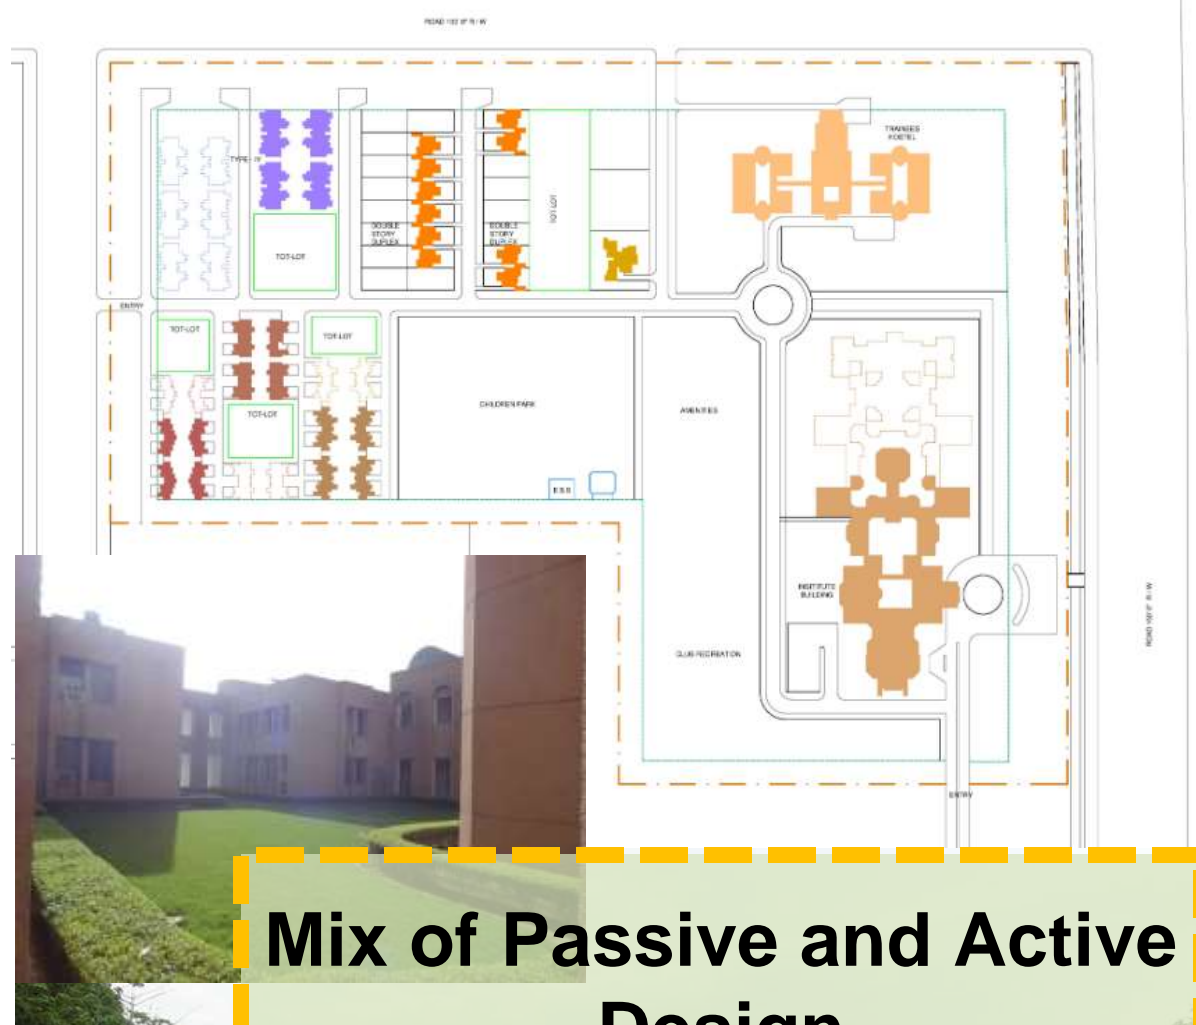 ROAD 100'0" R/W
TRAINEES
HOSTEL
TYPE- IV
TOT-LOT
DOUBLE
STORY
DUPLEX
DOUBLE
STORY
DUPLEX
TOT-LOT
ENTRY
TOT-LOT
TOT-LOT
TOT-LOT
CHILDREN PARK
AMENITIES
E.S.S
INSTITUTE
BUILDING
CLUB RECREATION
ENTRY
Mix of Passive and Active
Design